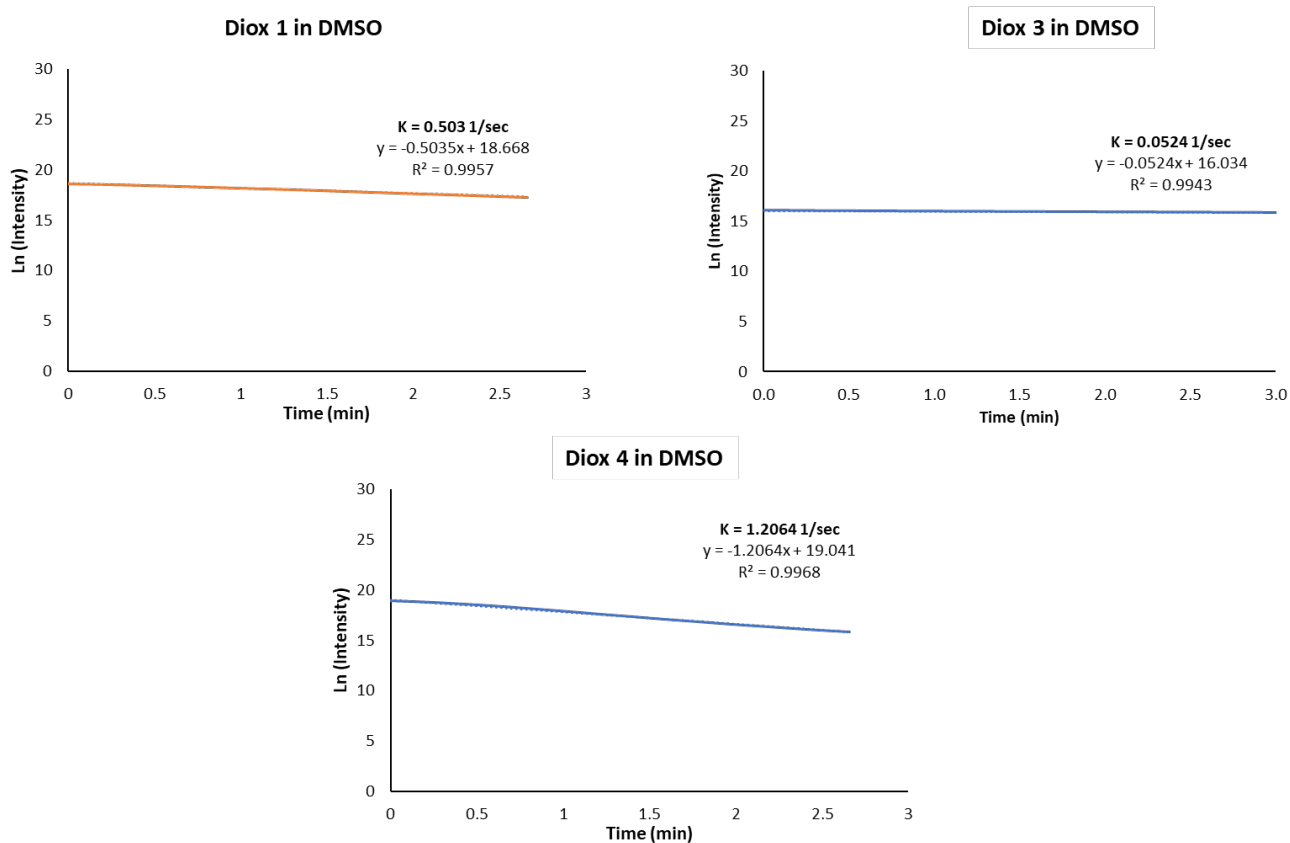 Diox 1 in DMSO
30
25
20
15
10
5
0
Ln (Intensity)
K = 0.503 1/sec
y = -0.5035x + 18.668
R² = 0.9957
0 0.5 1 1.5 2 2.5 3
Time (min)
Diox 3 in DMSO
30
25
20
15
10
5
0
Ln (Intensity)
K = 0.0524 1/sec
y = -0.0524x + 16.034
R² = 0.9943
0.0 0.5 1.0 1.5 2.0 2.5 3.0
Time (min)
Diox 4 in DMSO
30
25
20
15
10
5
0
Ln (Intensity)
K = 1.2064 1/sec
y = -1.2064x + 19.041
R² = 0.9968
0 0.5 1 1.5 2 2.5 3
Time (min)